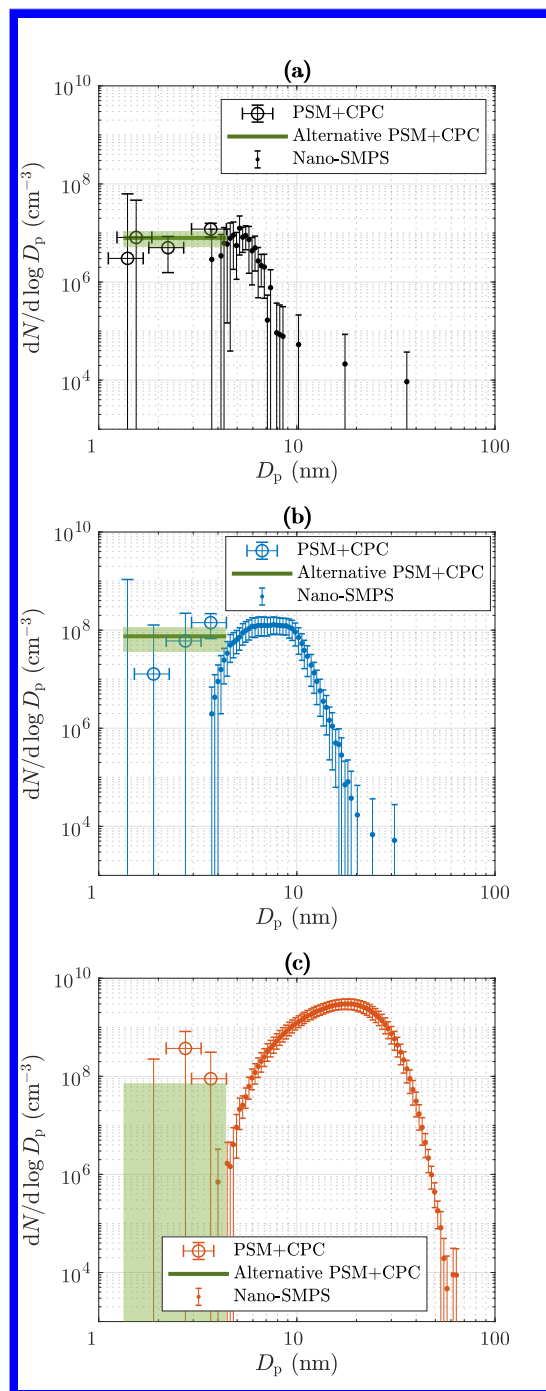 (a)
10^10
10^8
10^6
10^4
dN/d log D_p (cm^−3)
PSM+CPC
Alternative PSM+CPC
Nano-SMPS
1 10 100
D_p (nm)
(b)
10^10
10^8
10^6
10^4
dN/d log D_p (cm^−3)
PSM+CPC
Alternative PSM+CPC
Nano-SMPS
1 10 100
D_p (nm)
(c)
10^10
10^8
10^6
10^4
dN/d log D_p (cm^−3)
PSM+CPC
Alternative PSM+CPC
Nano-SMPS
1 10 100
D_p (nm)